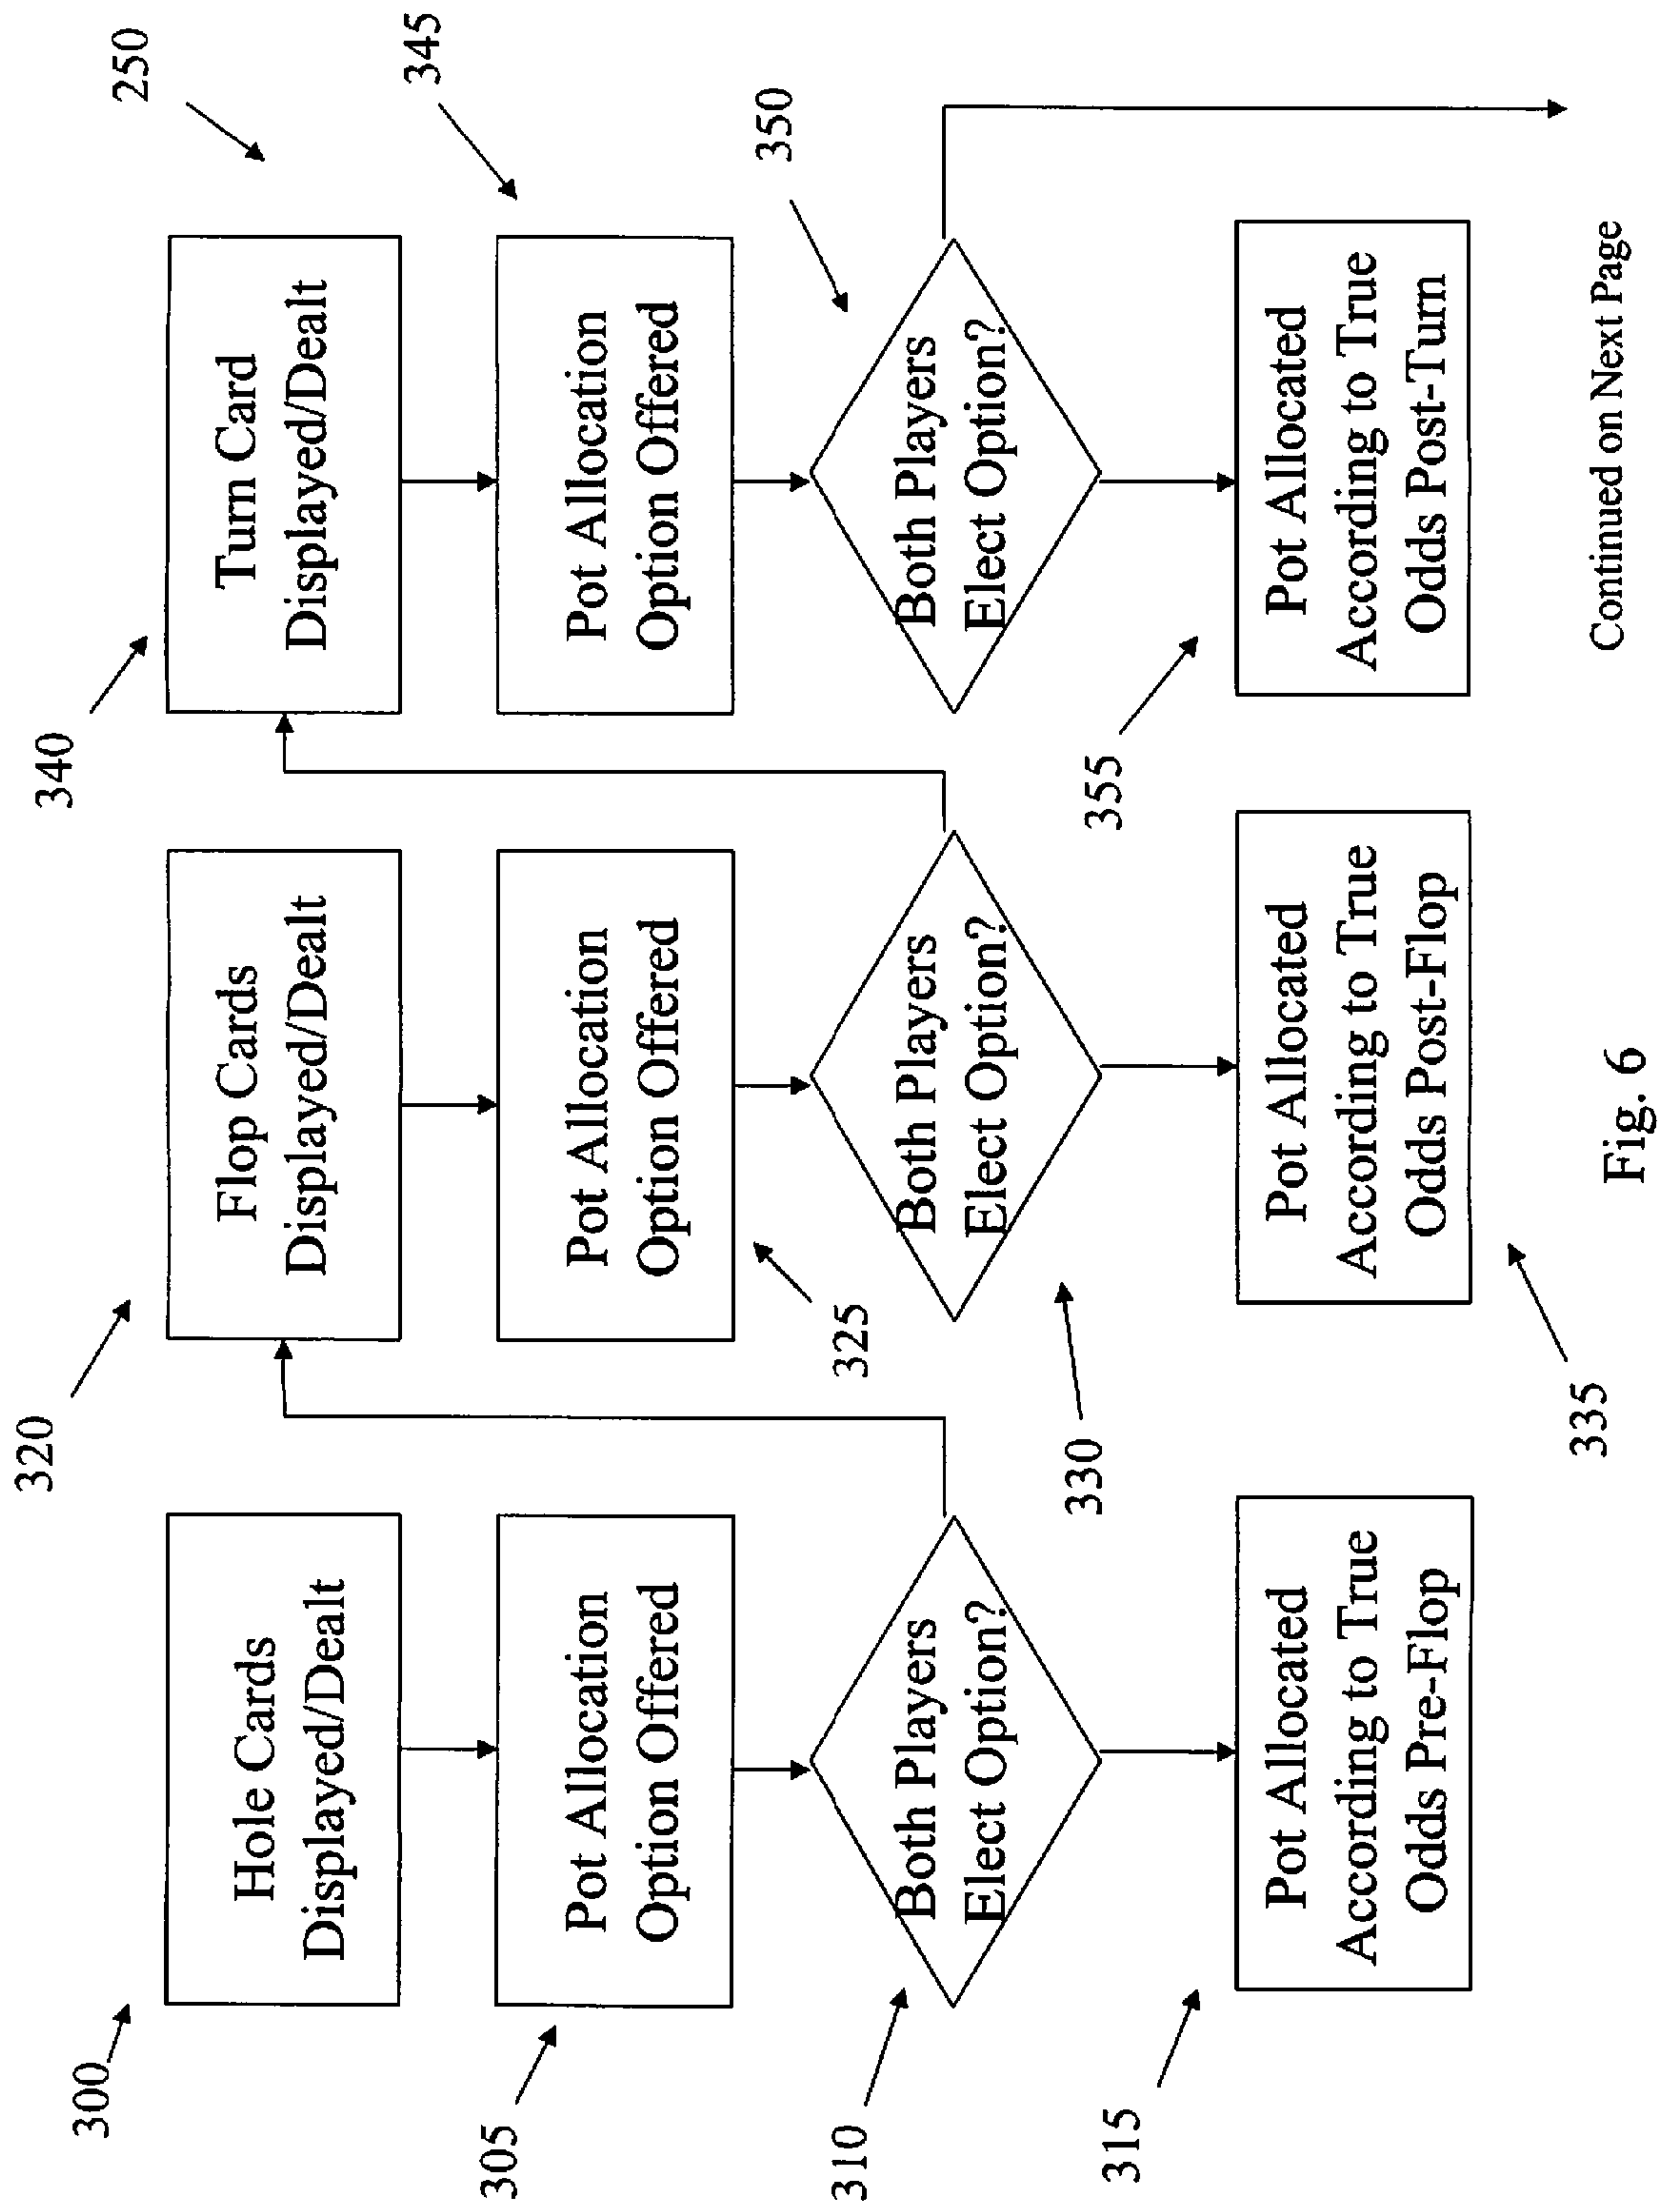 250
300
Hole Cards
Displayed/Dealt
305
Pot Allocation
Option Offered
310
Both Players
Elect Option?
315
Pot Allocated
According to True
Odds Pre-Flop
320
Flop Cards
Displayed/Dealt
325
Pot Allocation
Option Offered
330
Both Players
Elect Option?
335
Pot Allocated
According to True
Odds Post-Flop
340
Turn Card
Displayed/Dealt
345
Pot Allocation
Option Offered
350
Both Players
Elect Option?
355
Pot Allocated
According to True
Odds Post-Turn
Continued on Next Page
Fig. 6